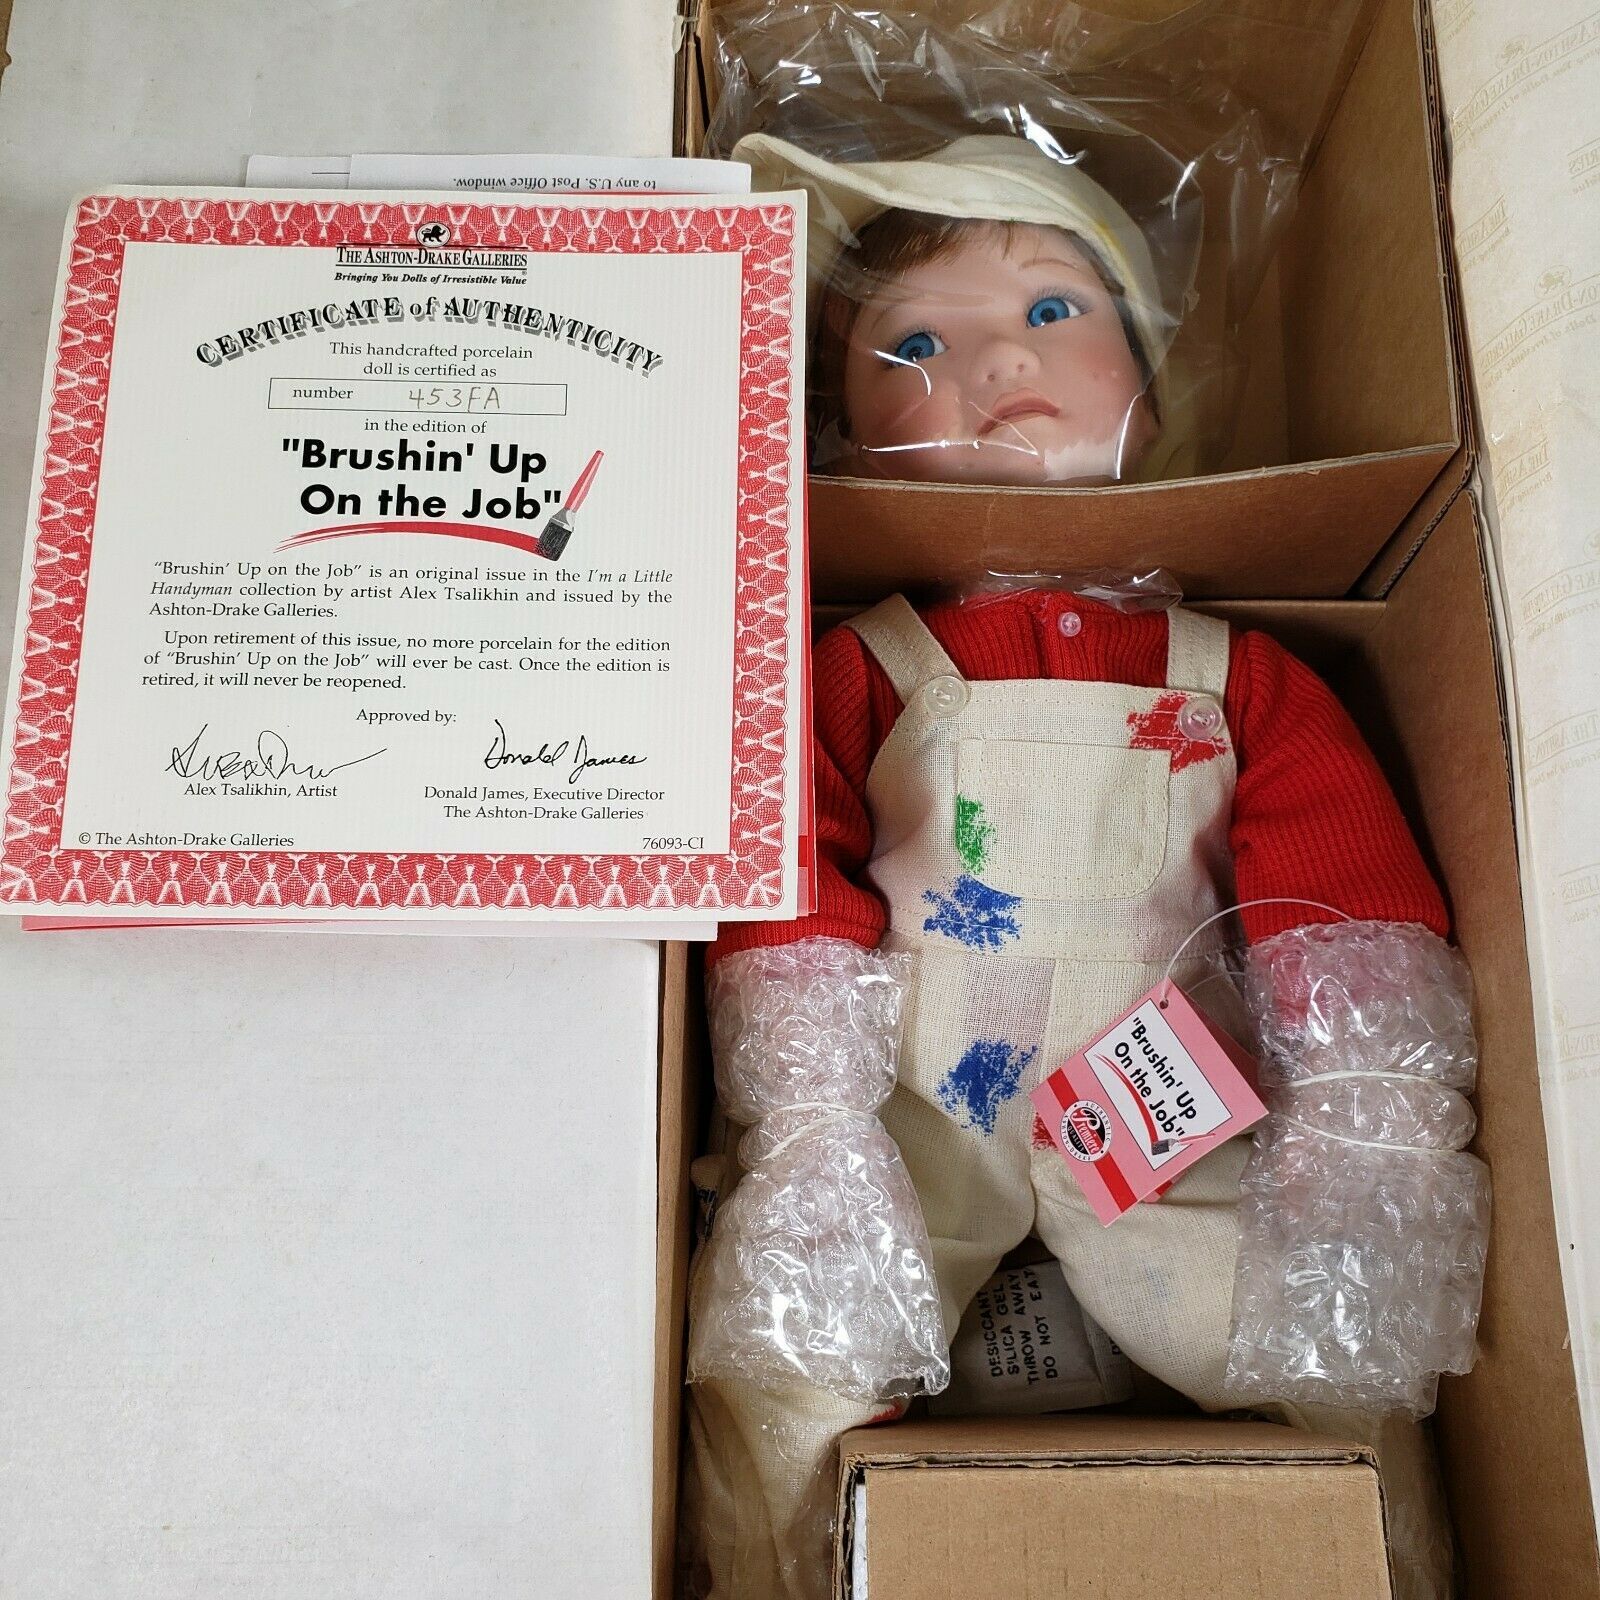 to any U.S. Post Office window.
THE ASHTON-DRAKE GALLERIES
Bringing You Dolls of Irresistible Value
CERTIFICATE of AUTHENTICITY
This handcrafted porcelain
doll is certified as
number 453FA
in the edition of
"Brushin' Up
On the Job"
"Brushin' Up on the Job" is an original issue in the I'm a Little
Handyman collection by artist Alex Tsalikhin and issued by the
Ashton-Drake Galleries.
Upon retirement of this issue, no more porcelain for the edition
of "Brushin' Up on the Job" will ever be cast. Once the edition is
retired, it will never be reopened.
Approved by:
Donald James
Alex Tsalikhin, Artist
Donald James, Executive Director
The Ashton-Drake Galleries
© The Ashton-Drake Galleries
76093-CI
"Brushin' Up
On the Job"
AUTHENTIC
Premiere
ASHTON-DRAKE
DESICCANT
SILICA GEL
THROW AWAY
DO NOT EAT